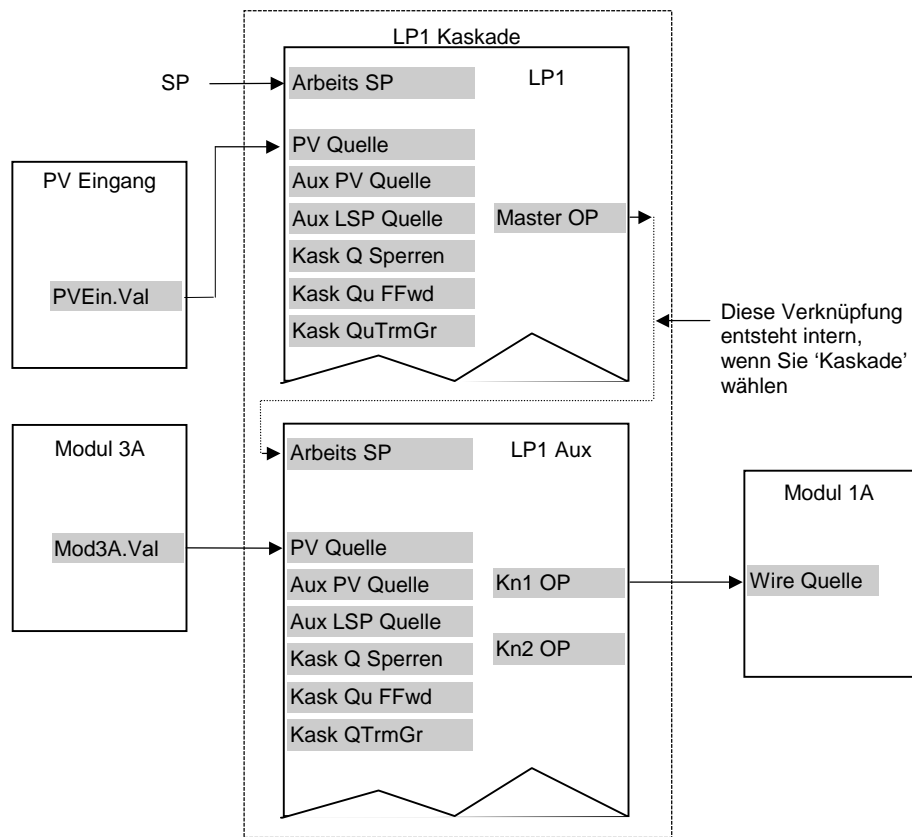 LP1 Kaskade
SP
Arbeits SP
LP1
PV Quelle
Aux PV Quelle
Aux LSP Quelle
Kask Q Sperren
Kask Qu FFwd
Kask QuTrmGr
Master OP
PV Eingang
PVEin.Val
Diese Verknüpfung
entsteht intern,
wenn Sie ‘Kaskade’
wählen
Modul 3A
Mod3A.Val
Arbeits SP
LP1 Aux
PV Quelle
Aux PV Quelle
Aux LSP Quelle
Kask Q Sperren
Kask Qu FFwd
Kask QTrmGr
Kn1 OP
Kn2 OP
Modul 1A
Wire Quelle